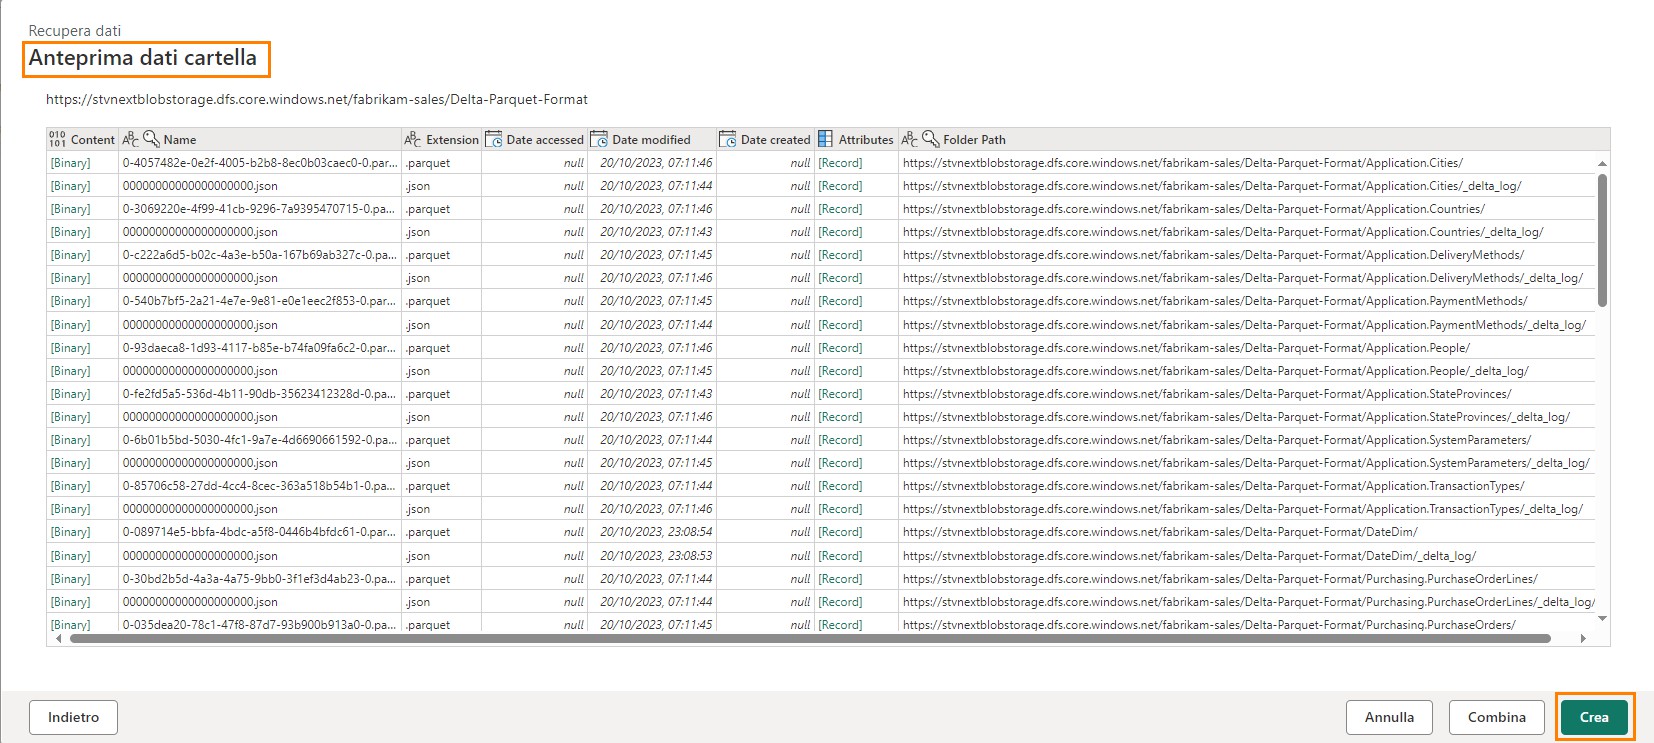 Recupera dati
Anteprima dati cartella
https://stvnextblobstorage.dfs.core.windows.net/fabrikam-sales/Delta-Parquet-Format
Content Name Extension Date accessed Date modified Date created Attributes Folder Path
[Binary] 0-4057482e-0e2f-4005-b2b8-8ec0b03caec0-0.par... .parquet null 20/10/2023, 07:11:46 null [Record] https://stvnextblobstorage.dfs.core.windows.net/fabrikam-sales/Delta-Parquet-Format/Application.Cities/
[Binary] 00000000000000000000.json .json null 20/10/2023, 07:11:44 null [Record] https://stvnextblobstorage.dfs.core.windows.net/fabrikam-sales/Delta-Parquet-Format/Application.Cities/_delta_log/
[Binary] 0-3069220e-4f99-41cb-9296-7a9395470715-0.pa... .parquet null 20/10/2023, 07:11:46 null [Record] https://stvnextblobstorage.dfs.core.windows.net/fabrikam-sales/Delta-Parquet-Format/Application.Countries/
[Binary] 00000000000000000000.json .json null 20/10/2023, 07:11:43 null [Record] https://stvnextblobstorage.dfs.core.windows.net/fabrikam-sales/Delta-Parquet-Format/Application.Countries/_delta_log/
[Binary] 0-c222a6d5-b02c-4a3e-b50a-167b69ab327c-0.pa... .parquet null 20/10/2023, 07:11:45 null [Record] https://stvnextblobstorage.dfs.core.windows.net/fabrikam-sales/Delta-Parquet-Format/Application.DeliveryMethods/
[Binary] 00000000000000000000.json .json null 20/10/2023, 07:11:46 null [Record] https://stvnextblobstorage.dfs.core.windows.net/fabrikam-sales/Delta-Parquet-Format/Application.DeliveryMethods/_delta_log/
[Binary] 0-540b7bf5-2a21-4e7e-9e81-e0e1eec2f853-0.par... .parquet null 20/10/2023, 07:11:45 null [Record] https://stvnextblobstorage.dfs.core.windows.net/fabrikam-sales/Delta-Parquet-Format/Application.PaymentMethods/
[Binary] 00000000000000000000.json .json null 20/10/2023, 07:11:44 null [Record] https://stvnextblobstorage.dfs.core.windows.net/fabrikam-sales/Delta-Parquet-Format/Application.PaymentMethods/_delta_log/
[Binary] 0-93daeca8-1d93-4117-b85e-b74fa09fa6c2-0.par... .parquet null 20/10/2023, 07:11:44 null [Record] https://stvnextblobstorage.dfs.core.windows.net/fabrikam-sales/Delta-Parquet-Format/Application.People/
[Binary] 00000000000000000000.json .json null 20/10/2023, 07:11:45 null [Record] https://stvnextblobstorage.dfs.core.windows.net/fabrikam-sales/Delta-Parquet-Format/Application.People/_delta_log/
[Binary] 0-fe2fd5a5-536d-4b11-90db-35623412328d-0.par... .parquet null 20/10/2023, 07:11:43 null [Record] https://stvnextblobstorage.dfs.core.windows.net/fabrikam-sales/Delta-Parquet-Format/Application.StateProvinces/
[Binary] 00000000000000000000.json .json null 20/10/2023, 07:11:46 null [Record] https://stvnextblobstorage.dfs.core.windows.net/fabrikam-sales/Delta-Parquet-Format/Application.StateProvinces/_delta_log/
[Binary] 0-6b01b5bd-5030-4fc1-9a7e-4d6690661592-0.par... .parquet null 20/10/2023, 07:11:44 null [Record] https://stvnextblobstorage.dfs.core.windows.net/fabrikam-sales/Delta-Parquet-Format/Application.SystemParameters/
[Binary] 00000000000000000000.json .json null 20/10/2023, 07:11:45 null [Record] https://stvnextblobstorage.dfs.core.windows.net/fabrikam-sales/Delta-Parquet-Format/Application.SystemParameters/_delta_log/
[Binary] 0-85706c58-27dd-4cc4-8cec-363a518b54b1-0.pa... .parquet null 20/10/2023, 07:11:44 null [Record] https://stvnextblobstorage.dfs.core.windows.net/fabrikam-sales/Delta-Parquet-Format/Application.TransactionTypes/
[Binary] 00000000000000000000.json .json null 20/10/2023, 07:11:46 null [Record] https://stvnextblobstorage.dfs.core.windows.net/fabrikam-sales/Delta-Parquet-Format/Application.TransactionTypes/_delta_log/
[Binary] 0-089714e5-bbfa-4bdc-a5f8-0446b4bfdc61-0.par... .parquet null 20/10/2023, 23:08:54 null [Record] https://stvnextblobstorage.dfs.core.windows.net/fabrikam-sales/Delta-Parquet-Format/DateDim/
[Binary] 00000000000000000000.json .json null 20/10/2023, 23:08:53 null [Record] https://stvnextblobstorage.dfs.core.windows.net/fabrikam-sales/Delta-Parquet-Format/DateDim/_delta_log/
[Binary] 0-30bd2b5d-4a3a-4a75-9bb0-3f1ef3d4ab23-0.pa... .parquet null 20/10/2023, 07:11:44 null [Record] https://stvnextblobstorage.dfs.core.windows.net/fabrikam-sales/Delta-Parquet-Format/Purchasing.PurchaseOrderLines/
[Binary] 00000000000000000000.json .json null 20/10/2023, 07:11:44 null [Record] https://stvnextblobstorage.dfs.core.windows.net/fabrikam-sales/Delta-Parquet-Format/Purchasing.PurchaseOrderLines/_delta_log/
[Binary] 0-035dea20-78c1-47f8-87d7-93b900b913a0-0.pa... .parquet null 20/10/2023, 07:11:45 null [Record] https://stvnextblobstorage.dfs.core.windows.net/fabrikam-sales/Delta-Parquet-Format/Purchasing.PurchaseOrders/
Indietro Annulla Combina Crea